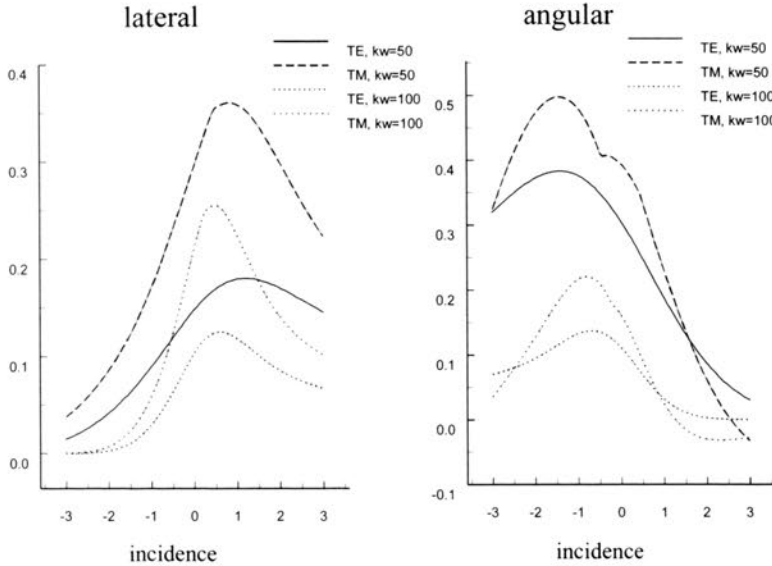 lateral
TE, kw=50
TM, kw=50
TE, kw=100
TM, kw=100
0.4
0.3
0.2
0.1
0.0
-3 -2 -1 0 1 2 3
incidence
angular
TE, kw=50
TM, kw=50
TE, kw=100
TM, kw=100
0.5
0.4
0.3
0.2
0.1
0.0
-0.1
-3 -2 -1 0 1 2 3
incidence